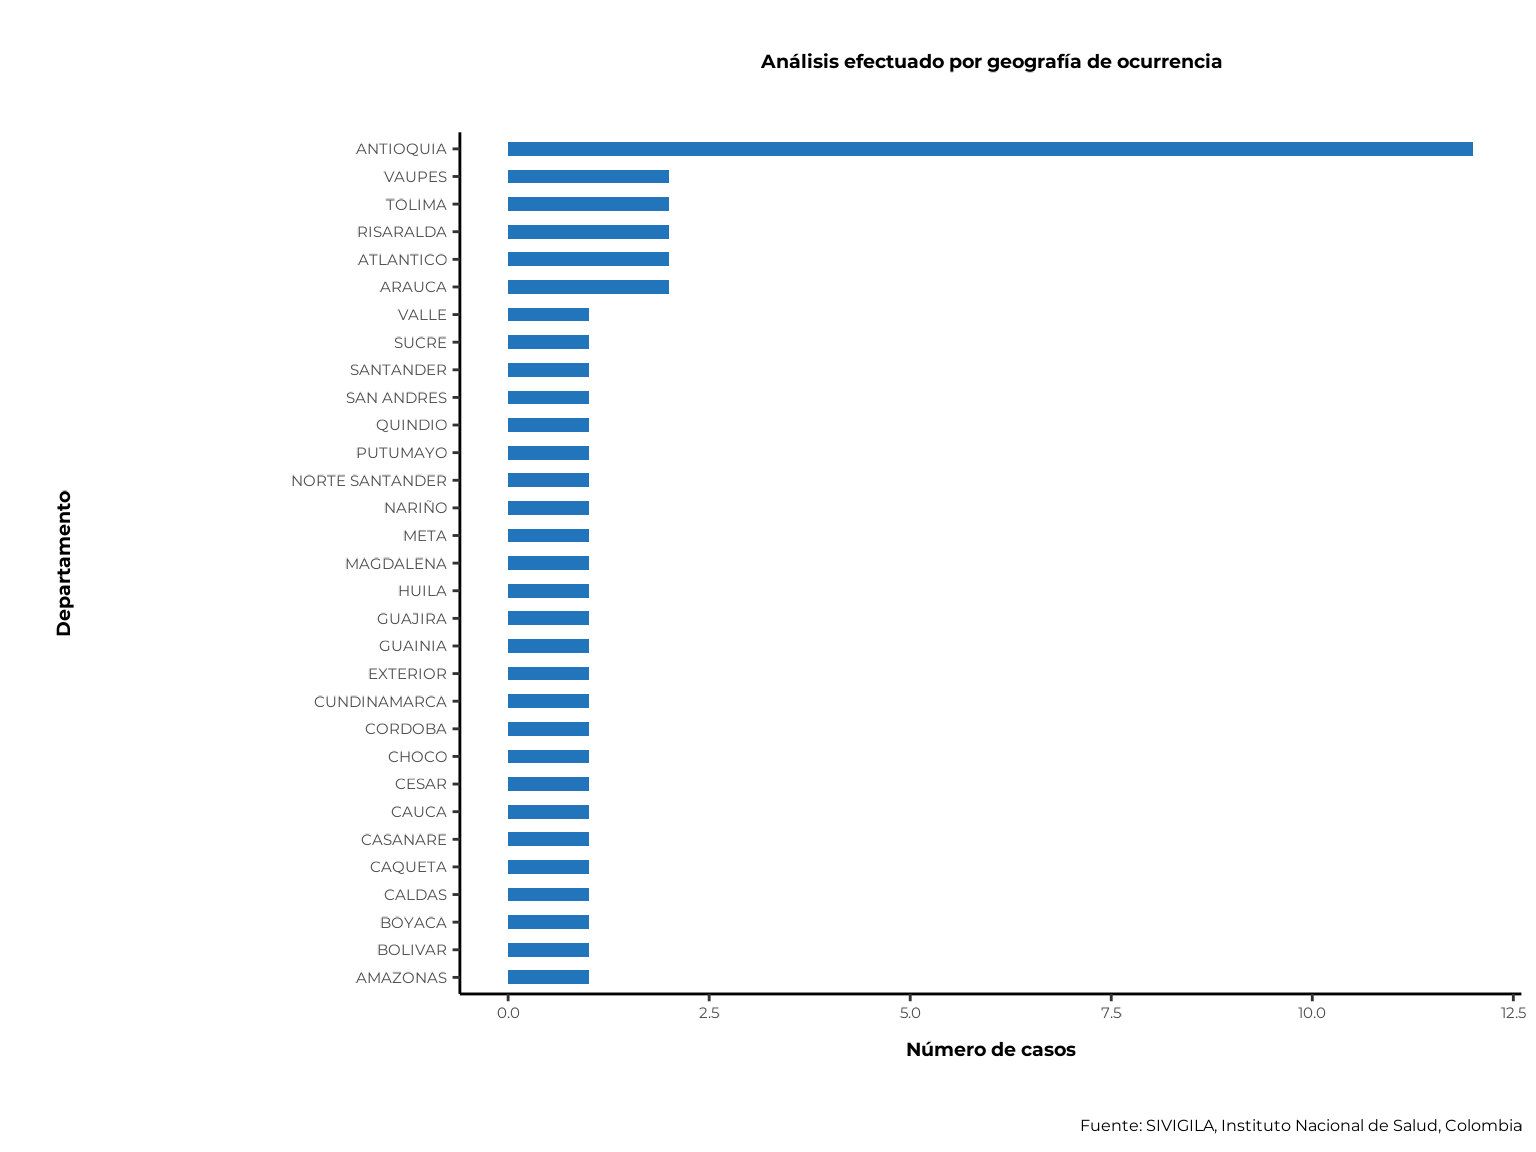 Análisis efectuado por geografía de ocurrencia
ANTIOQUIA
VAUPES
TOLIMA
RISARALDA
ATLANTICO
ARAUCA
VALLE
SUCRE
SANTANDER
SAN ANDRES
QUINDIO
PUTUMAYO
NORTE SANTANDER
NARIÑO
META
MAGDALENA
HUILA
GUAJIRA
GUAINIA
EXTERIOR
CUNDINAMARCA
CORDOBA
CHOCO
CESAR
CAUCA
CASANARE
CAQUETA
CALDAS
BOYACA
BOLIVAR
AMAZONAS
Departamento
0.0 2.5 5.0 7.5 10.0 12.5
Número de casos
Fuente: SIVIGILA, Instituto Nacional de Salud, Colombia